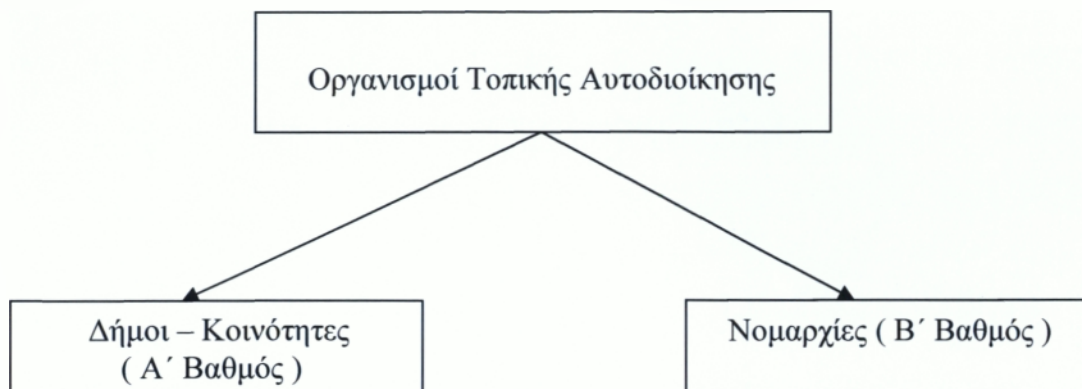 Οργανισμοί Τοπικής Αυτοδιοίκησης
Δήμοι – Κοινότητες
( Α΄ Βαθμός )
Νομαρχίες ( Β΄ Βαθμός )